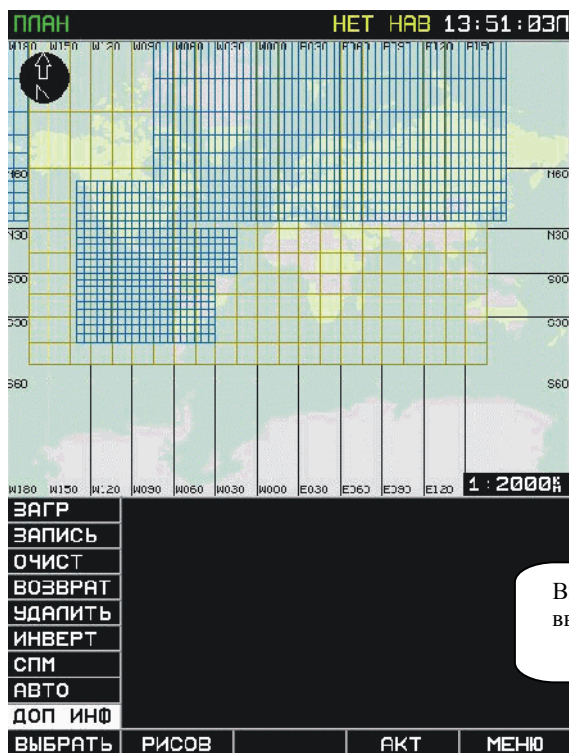 ПЛАН НЕТ НАВ 13:51:03П
W180 W150 W120 W090 W060 W030 W000 E030 E060 E090 E120 E150
N60 N60
N30 N30
S00 S00
S30 S30
S60 S60
W180 W150 W120 W090 W060 W030 W000 E030 E060 E090 E120 1:2000КМ
ЗАГР
ЗАПИСЬ
ОЧИСТ
ВОЗВРАТ
УДАЛИТЬ
ИНВЕРТ
СПМ
АВТО
ДОП ИНФ
ВЫБРАТЬ РИСОВ АКТ МЕНЮ